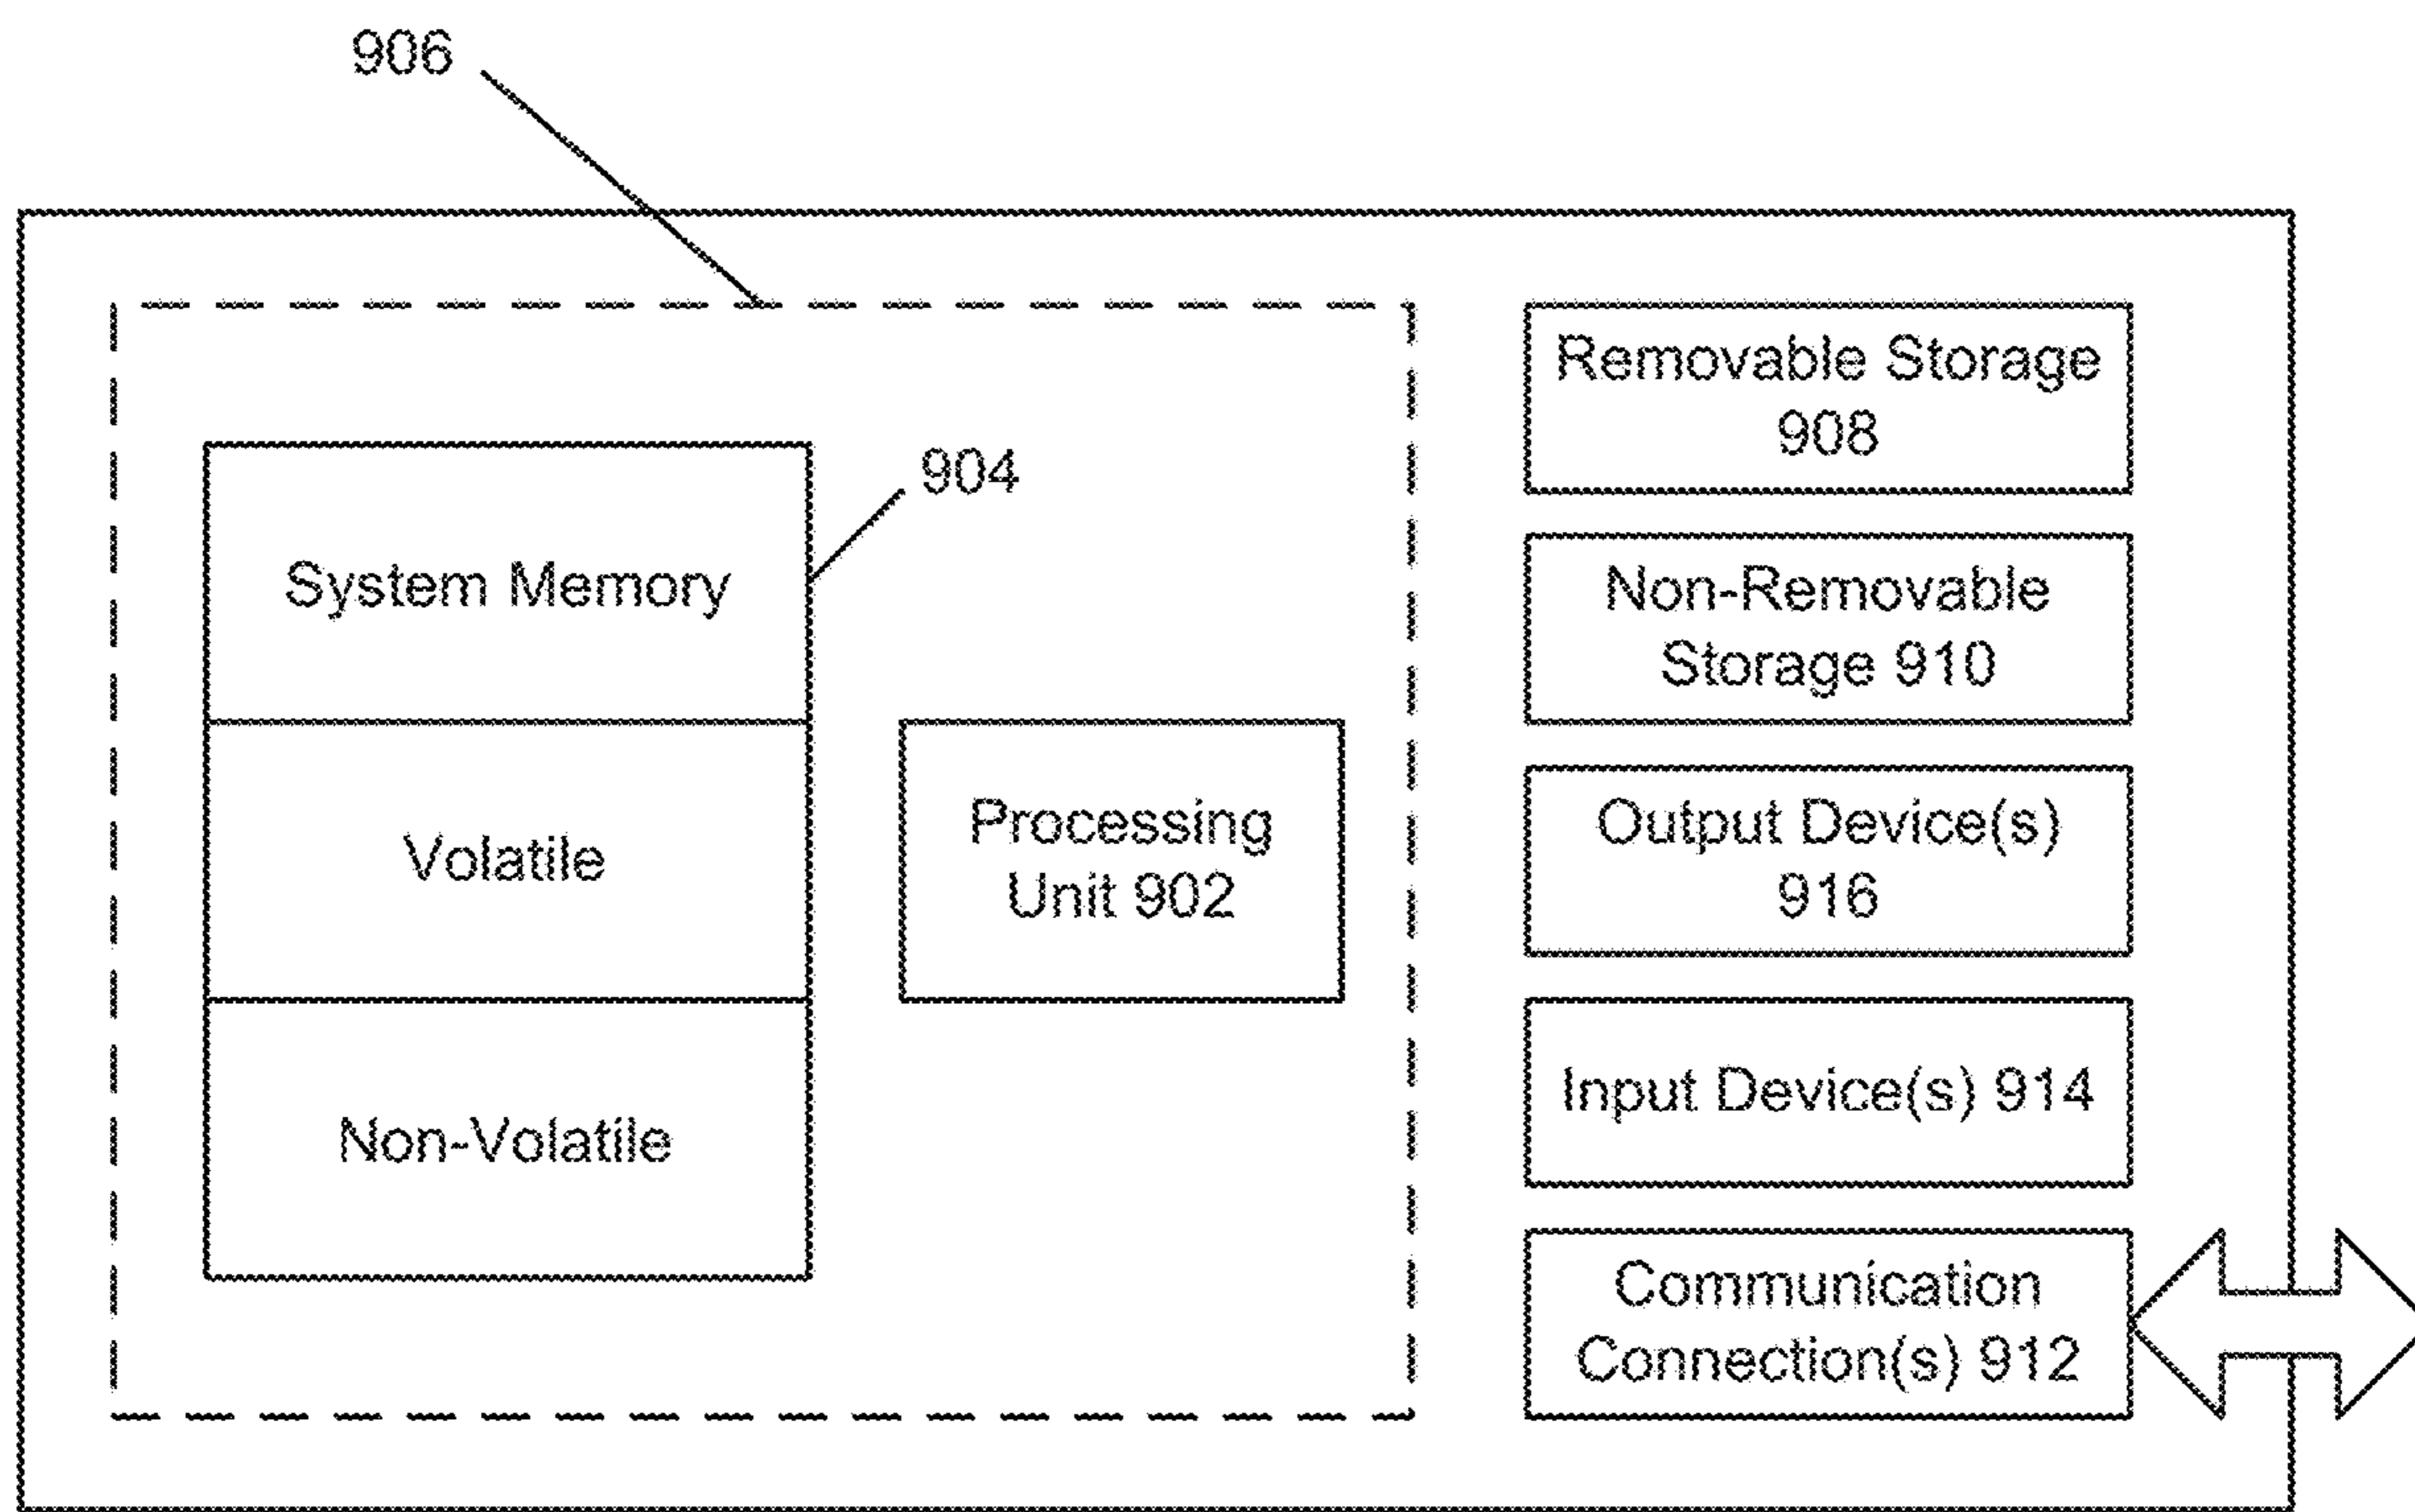 906
904
System Memory
Volatile
Non-Volatile
Processing
Unit 902
Removable Storage
908
Non-Removable
Storage 910
Output Device(s)
916
Input Device(s) 914
Communication
Connection(s) 912